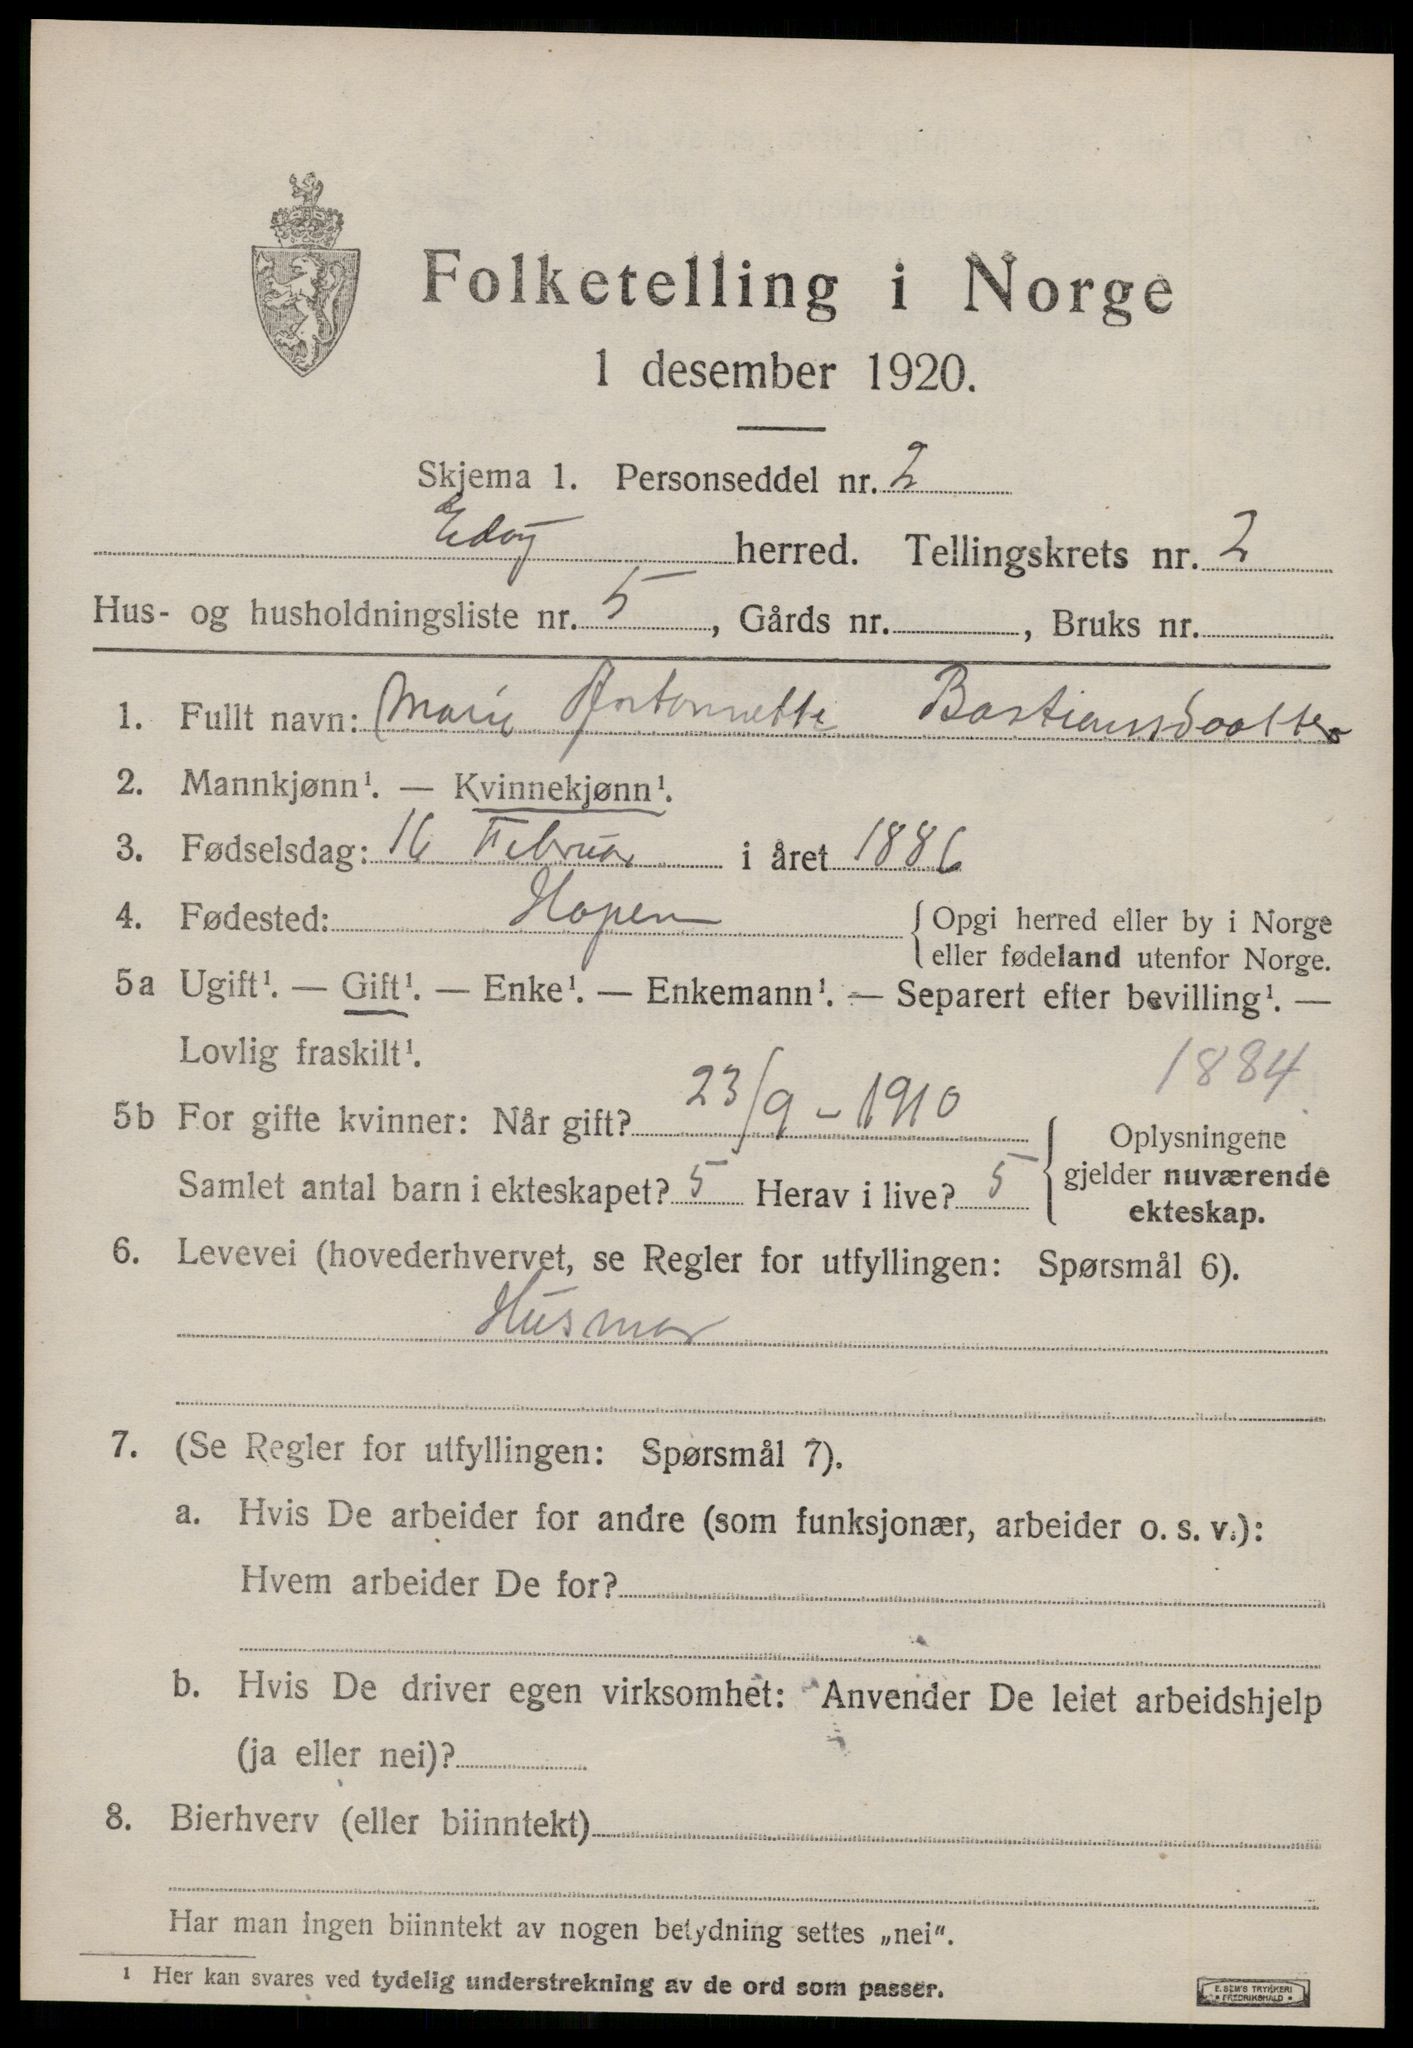 Folketelling i Norge
1 desember 1920.
Skjema 1. Personseddel nr. 2
Edøy herred. Tellingskrets nr. 2
Hus- og husholdningsliste nr. 5, Gårds nr. , Bruks nr.
1. Fullt navn: Marie Antonnette Bastiansdaatter
2. Mannkjønn¹. — Kvinnekjønn¹.
3. Fødselsdag: 16 Februar i året 1886
4. Fødested: Hopen { Opgi herred eller by i Norge
eller fødeland utenfor Norge.
5a Ugift¹. — Gift¹. — Enke¹. — Enkemann¹. — Separert efter bevilling¹. —
Lovlig fraskilt¹. 1884
5b For gifte kvinner: Når gift? 23/9 - 1910
Samlet antal barn i ekteskapet? 5 Herav i live? 5
{ Oplysningene
gjelder nuværende
ekteskap.
6. Levevei (hovederhvervet, se Regler for utfyllingen: Spørsmål 6).
Husmor
7. (Se Regler for utfyllingen: Spørsmål 7).
a. Hvis De arbeider for andre (som funksjonær, arbeider o. s. v.):
Hvem arbeider De for?
b. Hvis De driver egen virksomhet: Anvender De leiet arbeidshjelp
(ja eller nei)?
8. Bierhverv (eller biinntekt)
Har man ingen biinntekt av nogen betydning settes „nei“.
¹ Her kan svares ved tydelig understrekning av de ord som passer.
E. SEM'S TRYKKERI
FREDRIKSHALD